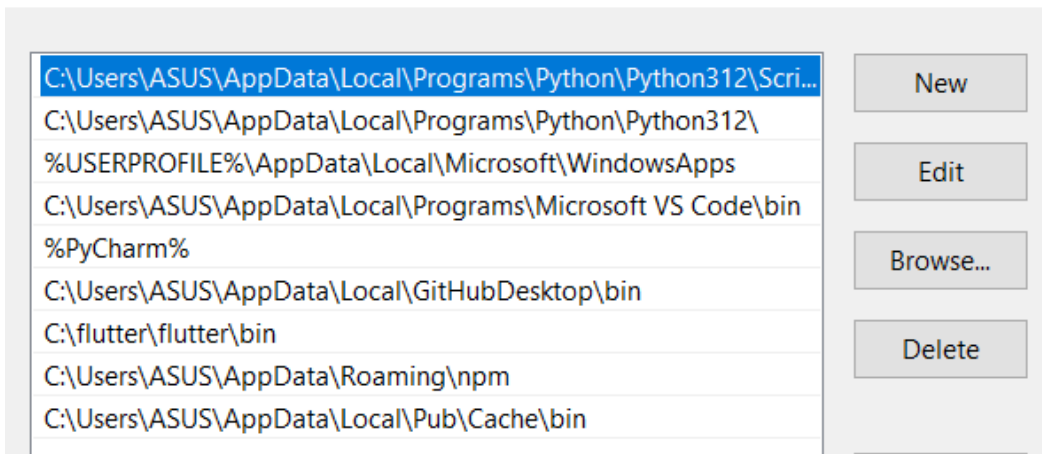 C:\Users\ASUS\AppData\Local\Programs\Python\Python312\Scri...
C:\Users\ASUS\AppData\Local\Programs\Python\Python312\
%USERPROFILE%\AppData\Local\Microsoft\WindowsApps
C:\Users\ASUS\AppData\Local\Programs\Microsoft VS Code\bin
%PyCharm%
C:\Users\ASUS\AppData\Local\GitHubDesktop\bin
C:\flutter\flutter\bin
C:\Users\ASUS\AppData\Roaming\npm
C:\Users\ASUS\AppData\Local\Pub\Cache\bin
New
Edit
Browse...
Delete